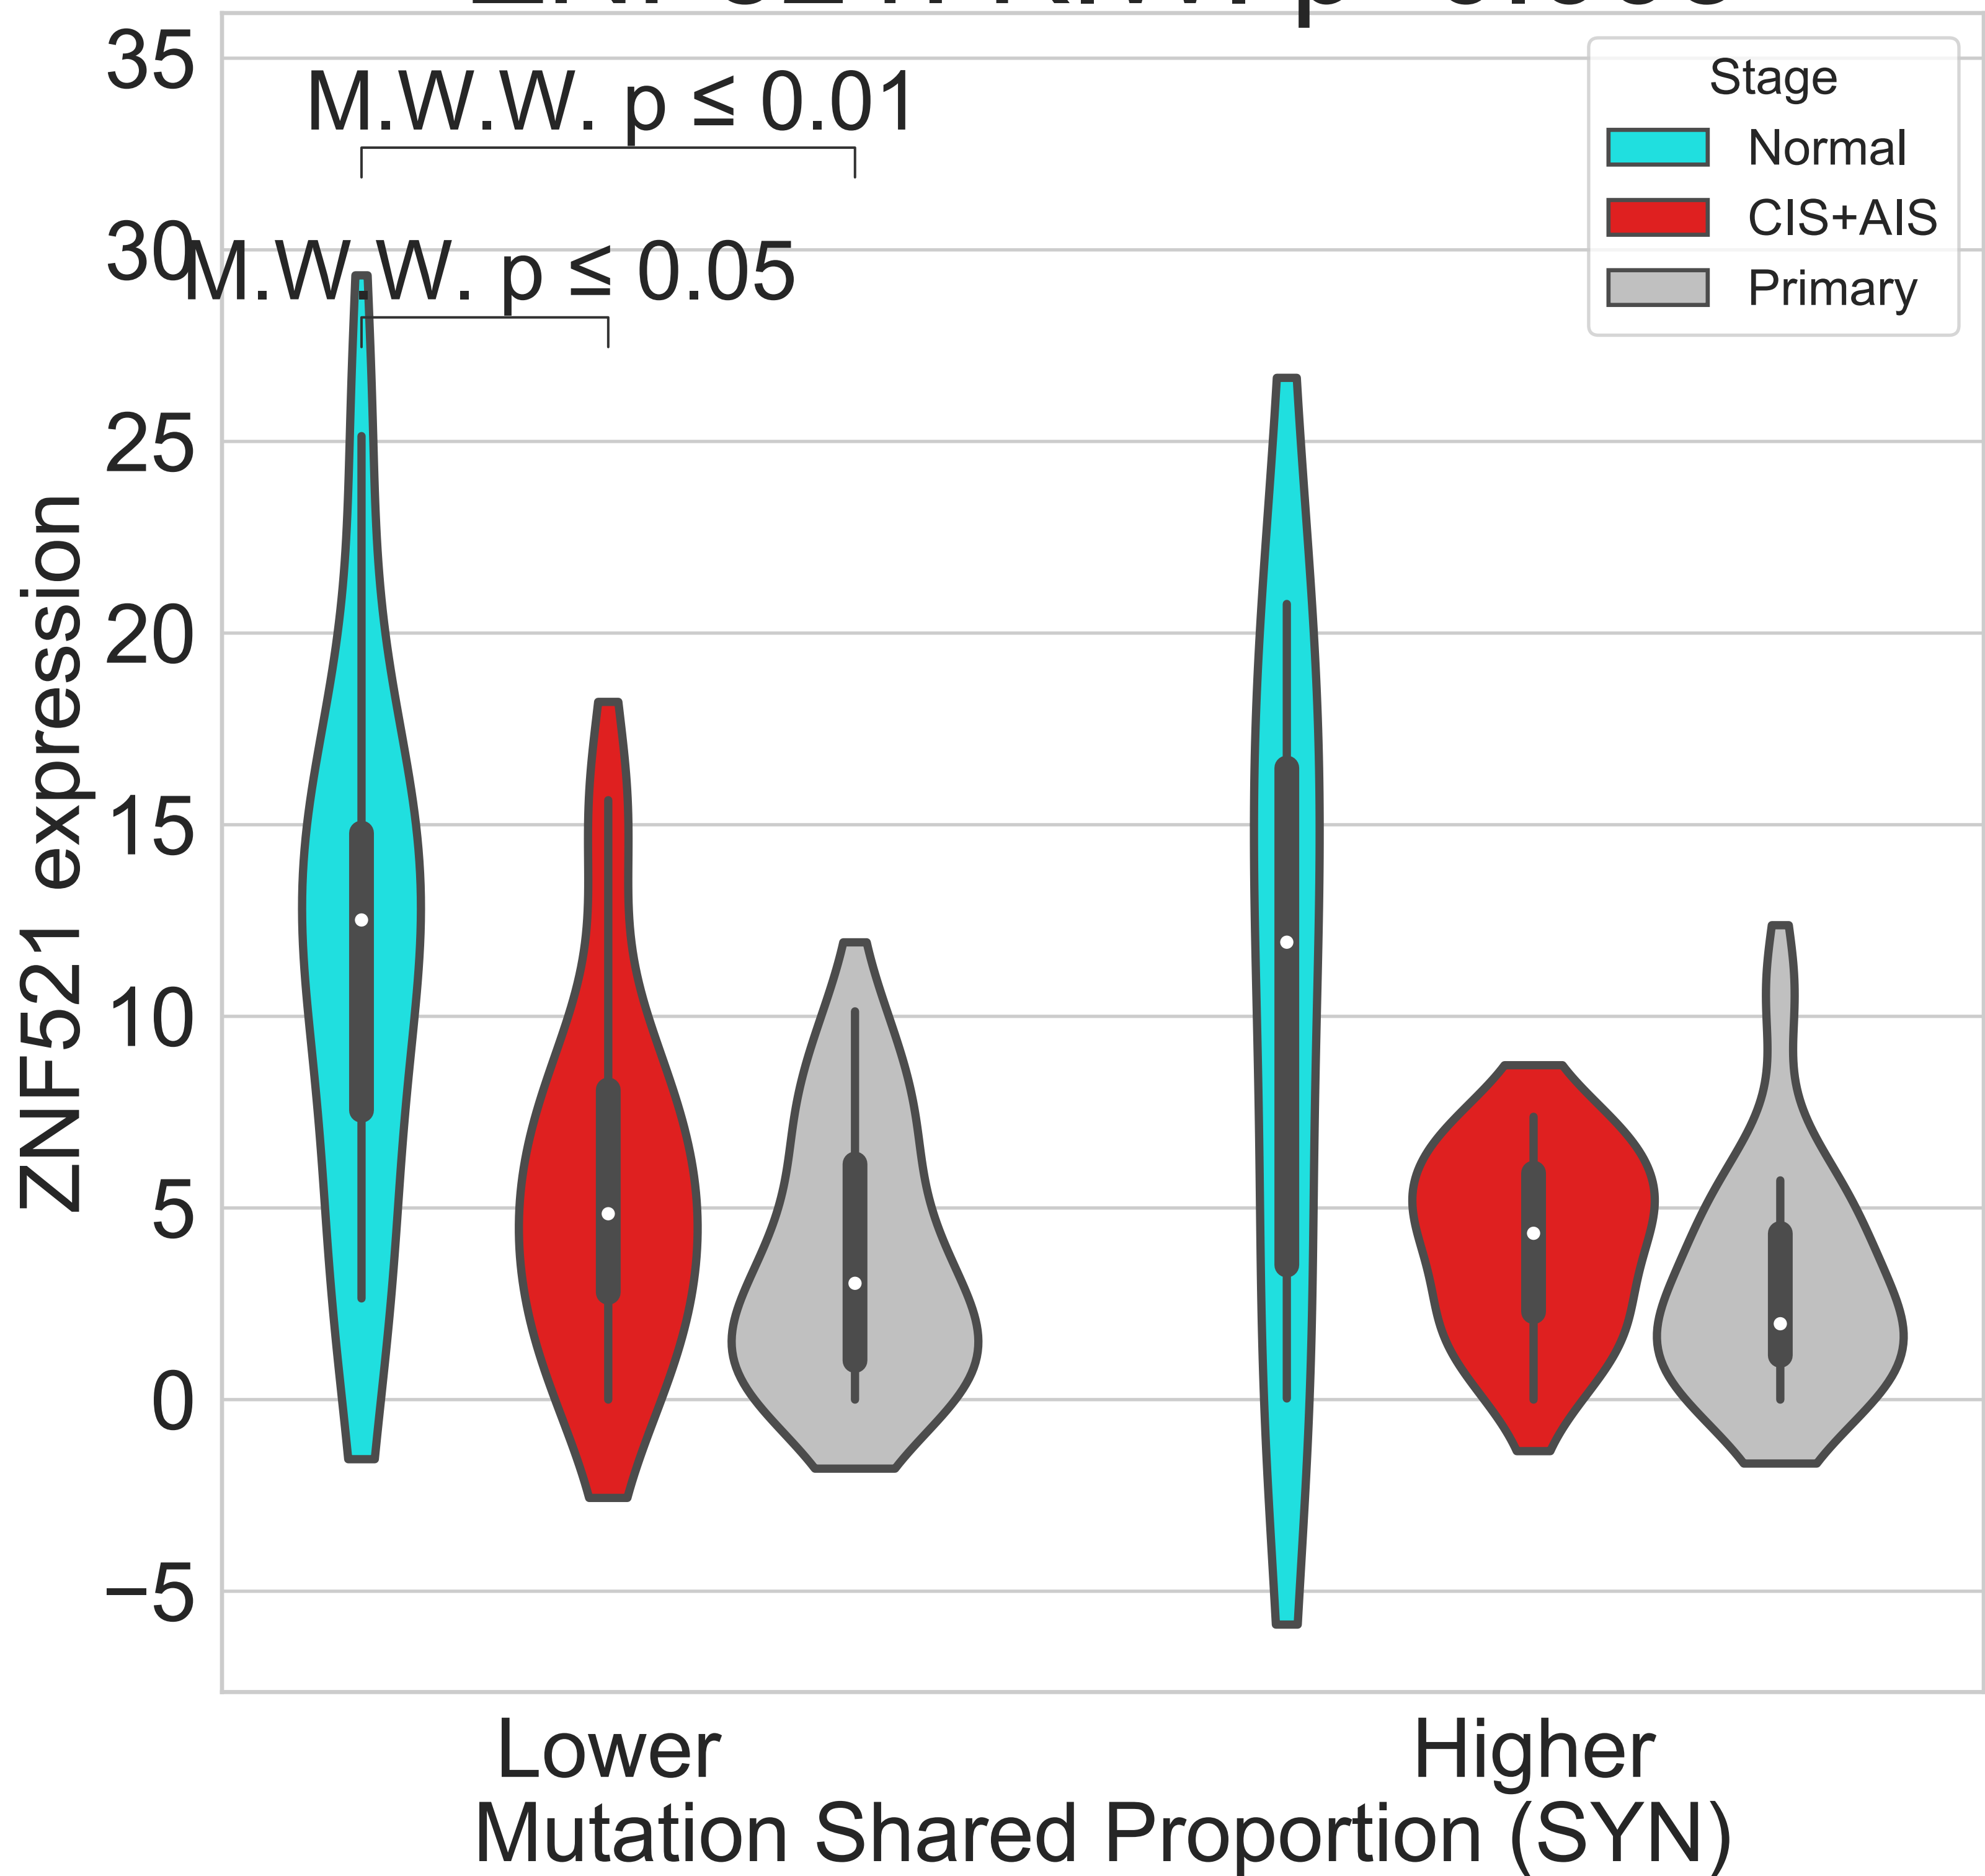 35
M.W.W. p ≤ 0.01
30
M.W.W. p ≤ 0.05
25
20
15
10
5
0
−5
ZNF521 expression
Stage
Normal
CIS+AIS
Primary
Lower
Higher
Mutation Shared Proportion (SYN)